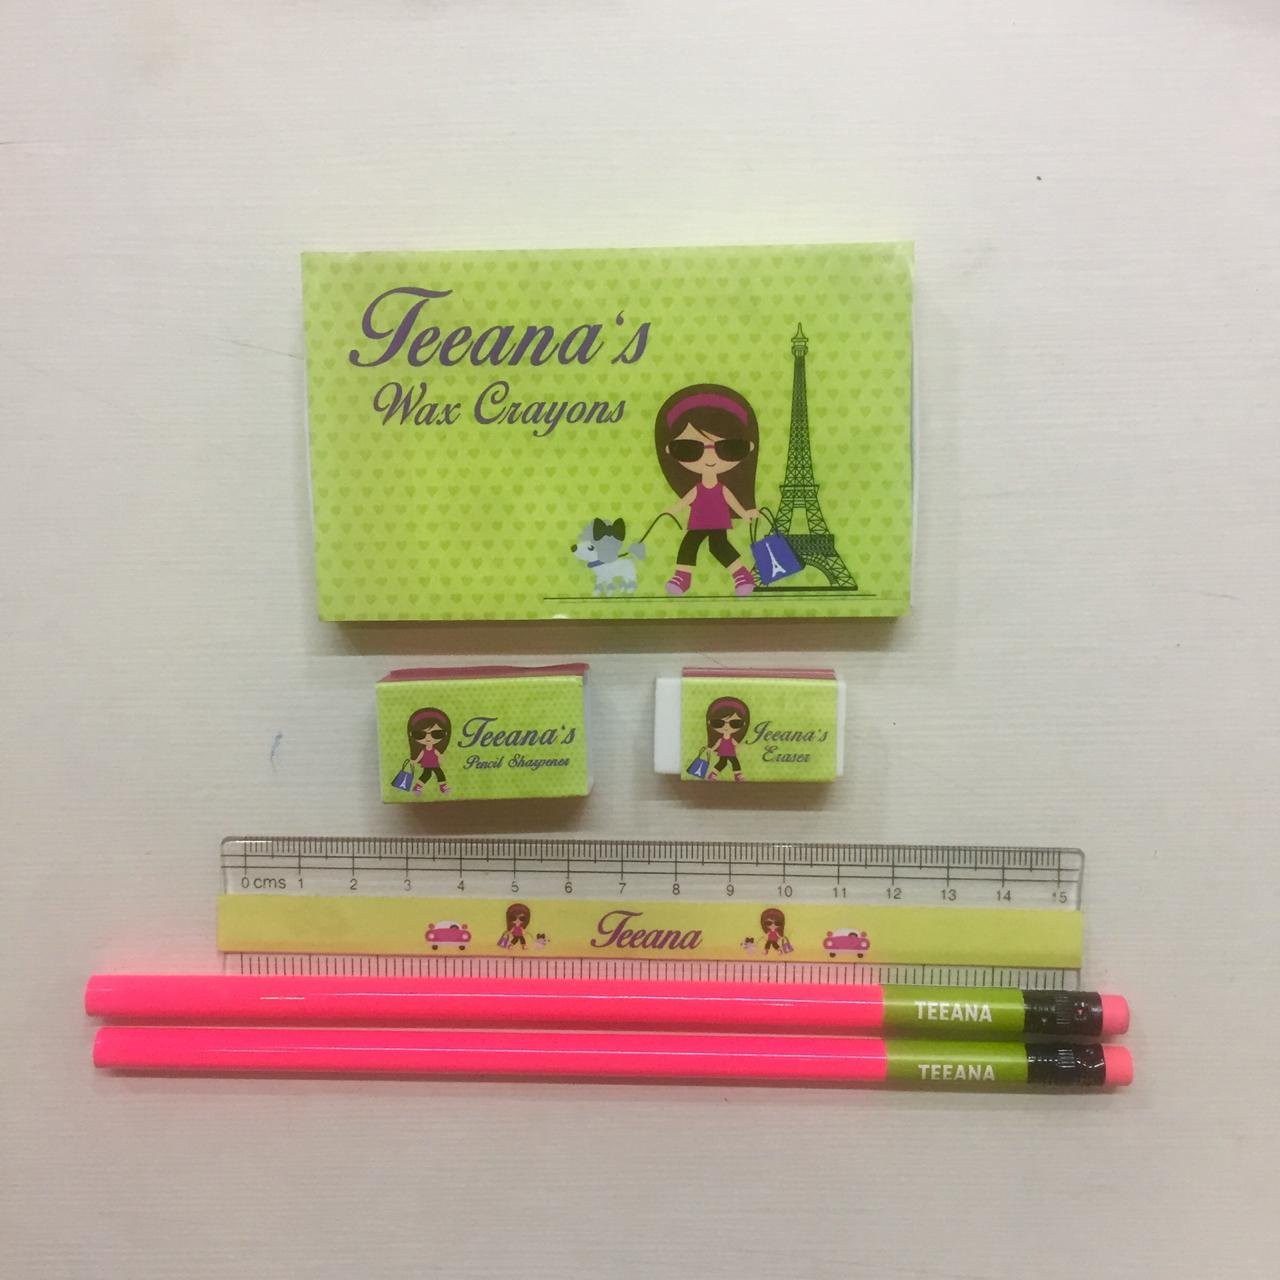 Teeana's
Wax Crayons
Teeana's
Pencil Sharpener
Teeana's
Eraser
0 cms 1 2 3 4 5 6 7 8 9 10 11 12 13 14 15
Teeana
TEEANA
TEEANA